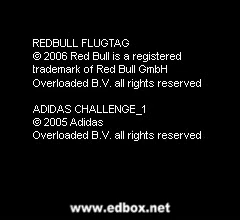 REDBULL FLUGTAG
© 2006 Red Bull is a registered
trademark of Red Bull GmbH
Overloaded B.V. all rights reserved
ADIDAS CHALLENGE_1
© 2005 Adidas
Overloaded B.V. all rights reserved
www.edbox.net